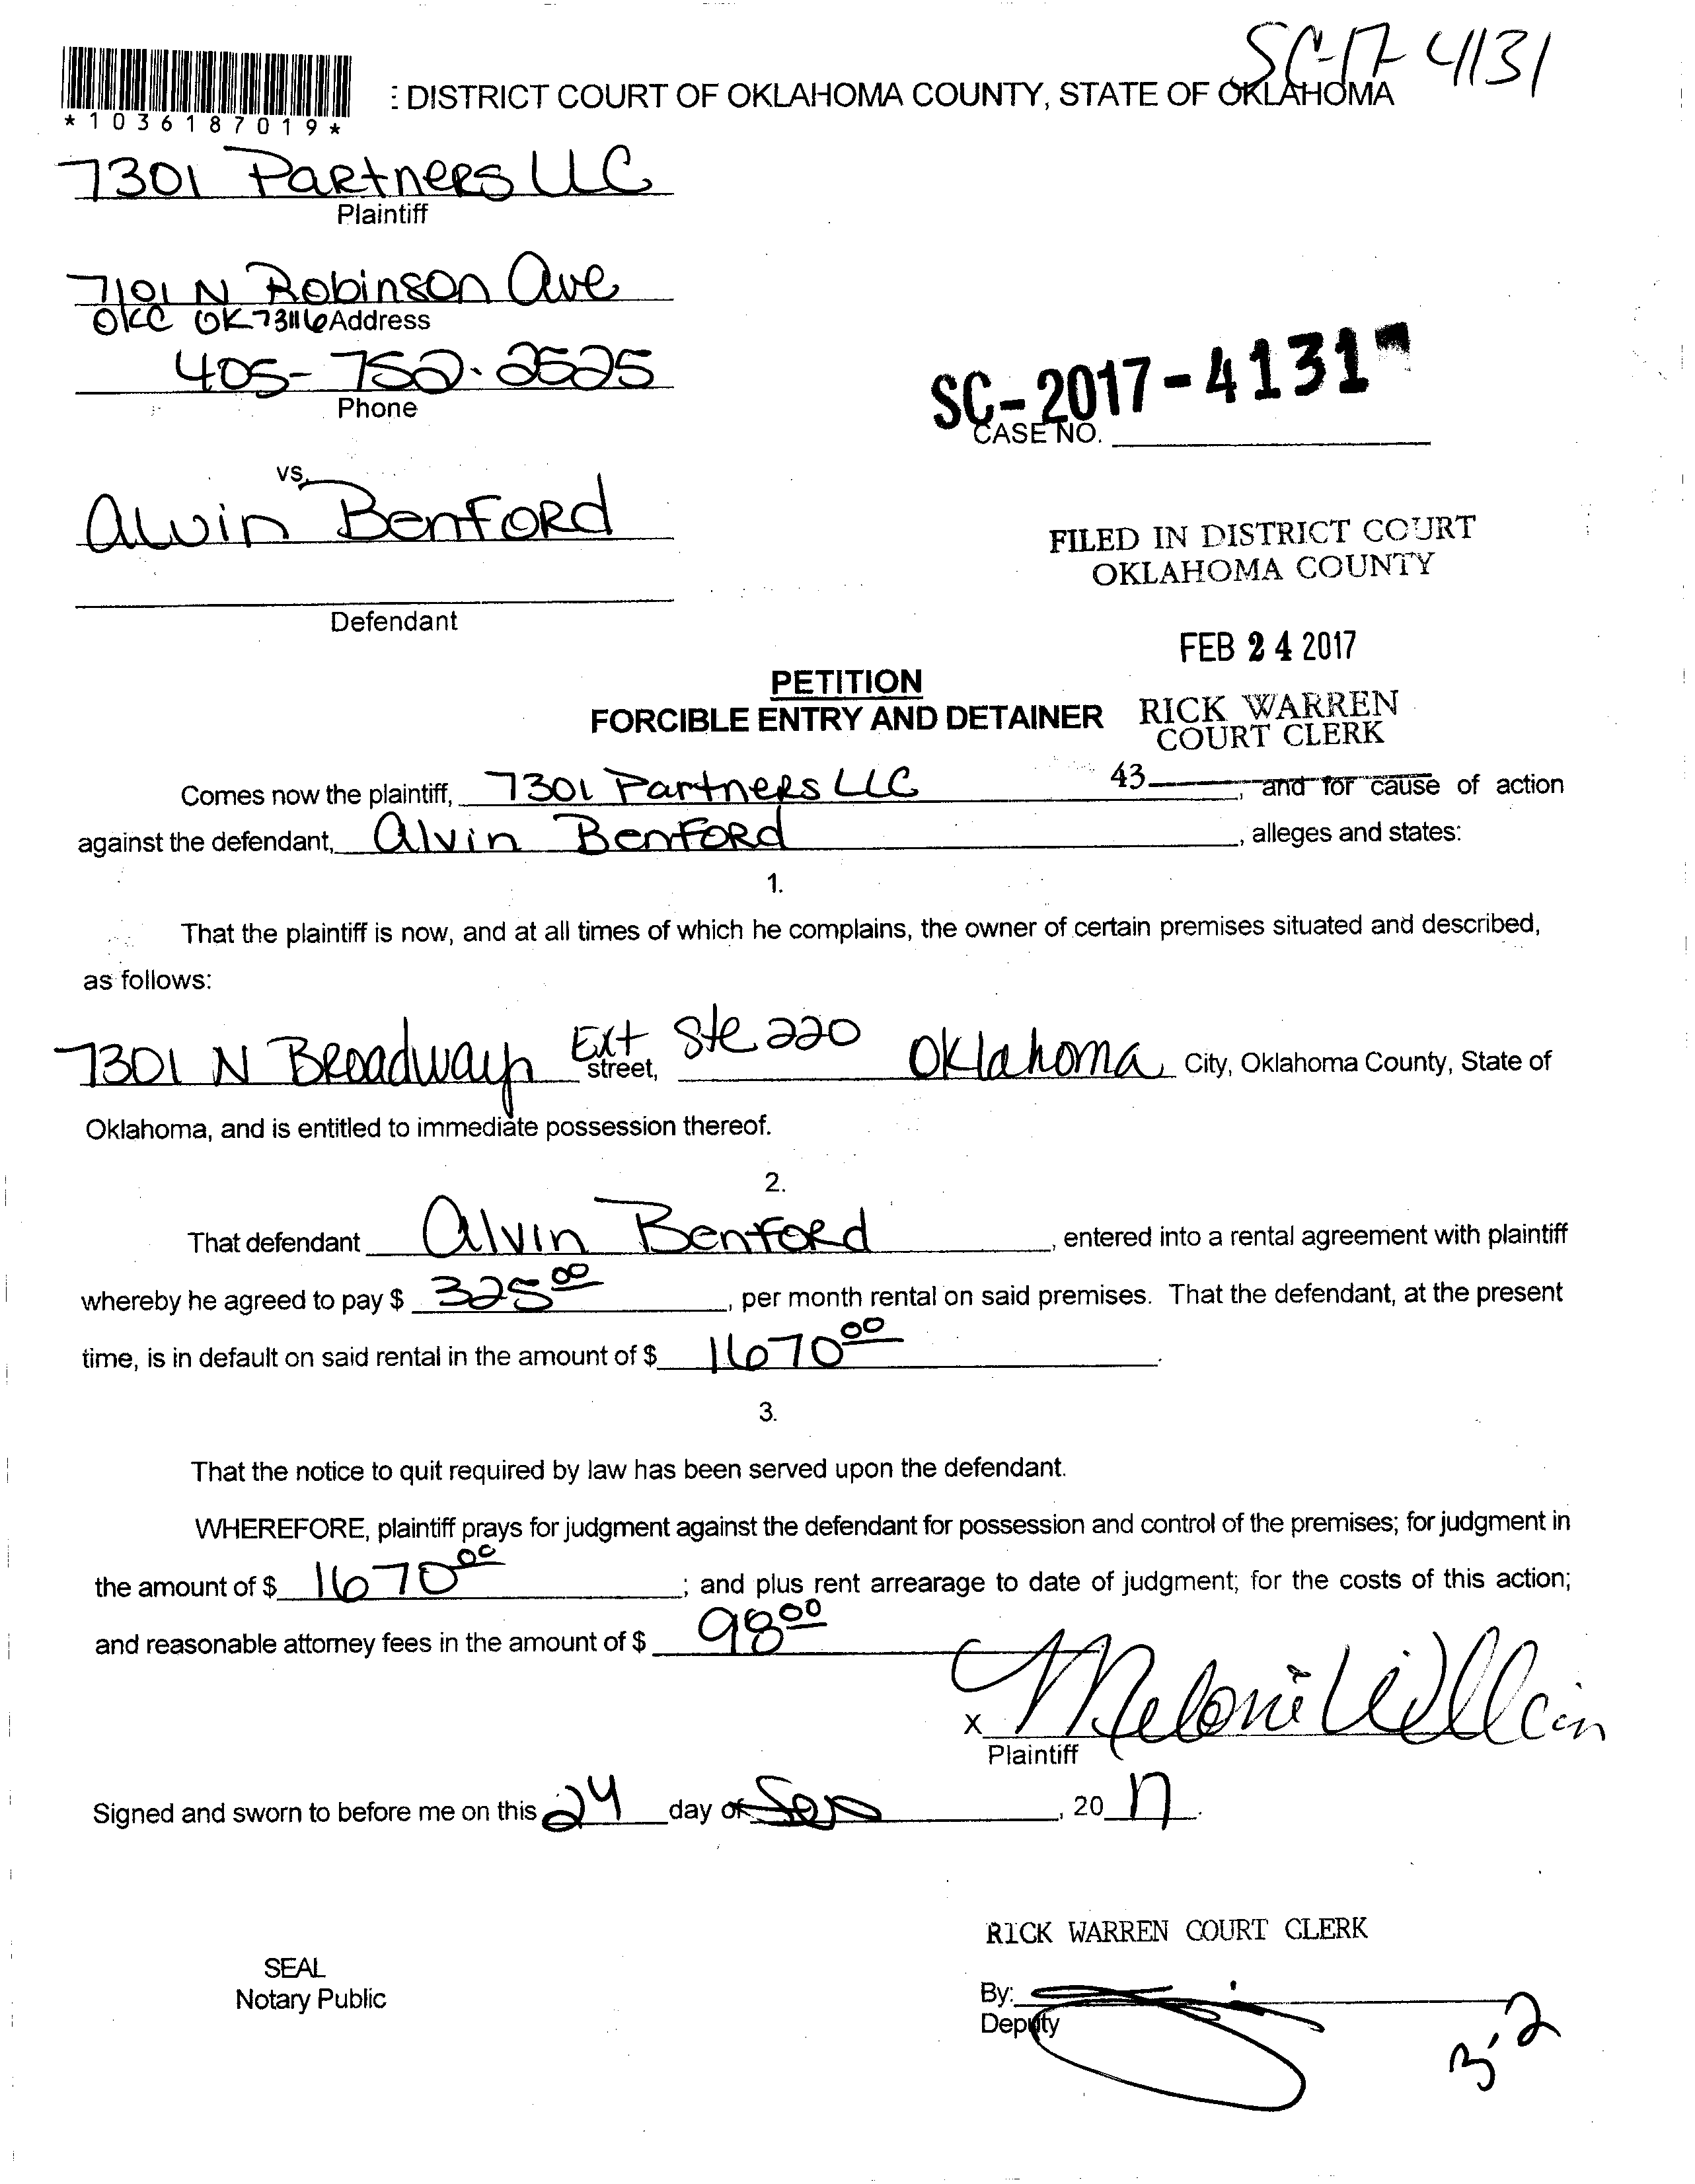 SC-17 4131
: DISTRICT COURT OF OKLAHOMA COUNTY, STATE OF OKLAHOMA
*1036187019*
7301 Partners LLC
Plaintiff
7101 N Robinson Ave
OKC OK 73116 Address
405-752-2525
Phone
SC-2017-4131
CASE NO.
vs.
Alvin Benford
FILED IN DISTRICT COURT
OKLAHOMA COUNTY
Defendant
FEB 24 2017
PETITION
FORCIBLE ENTRY AND DETAINER
RICK WARREN
COURT CLERK
43
Comes now the plaintiff, 7301 Partners LLC, and for cause of action
against the defendant, Alvin Benford, alleges and states:
1.
That the plaintiff is now, and at all times of which he complains, the owner of certain premises situated and described,
as follows:
7301 N Broadway Ext street, Ste 220 Oklahoma City, Oklahoma County, State of
Oklahoma, and is entitled to immediate possession thereof.
2.
That defendant Alvin Benford, entered into a rental agreement with plaintiff
whereby he agreed to pay $ 325 00, per month rental on said premises. That the defendant, at the present
time, is in default on said rental in the amount of $ 1670 00.
3.
That the notice to quit required by law has been served upon the defendant.
WHEREFORE, plaintiff prays for judgment against the defendant for possession and control of the premises; for judgment in
the amount of $ 1670 00; and plus rent arrearage to date of judgment; for the costs of this action;
and reasonable attorney fees in the amount of $ 98 00
x Melonie
Plaintiff
Signed and sworn to before me on this 24 day of, 20 17.
RICK WARREN COURT CLERK
SEAL
Notary Public
By:
Deputy
3-2